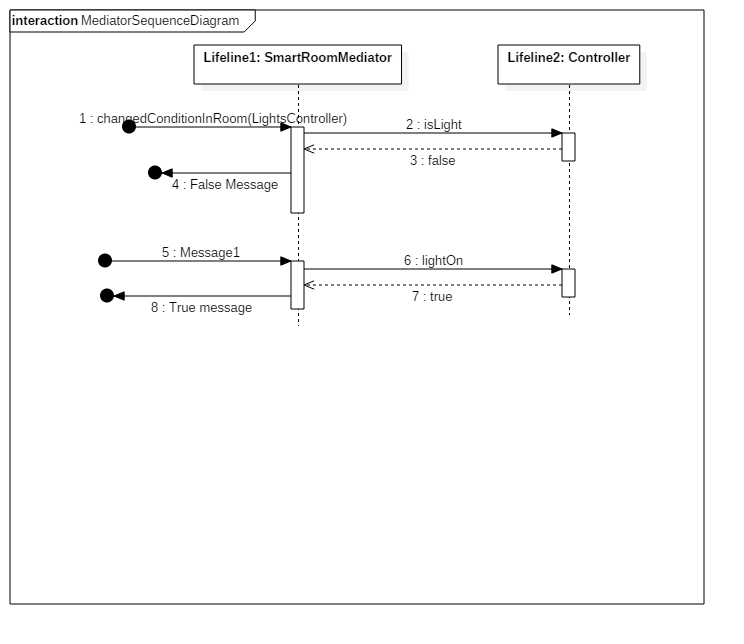 interaction MediatorSequenceDiagram
Lifeline1: SmartRoomMediator
Lifeline2: Controller
1 : changedConditionInRoom(LightsController)
2 : isLight
3 : false
4 : False Message
5 : Message1
6 : lightOn
7 : true
8 : True message